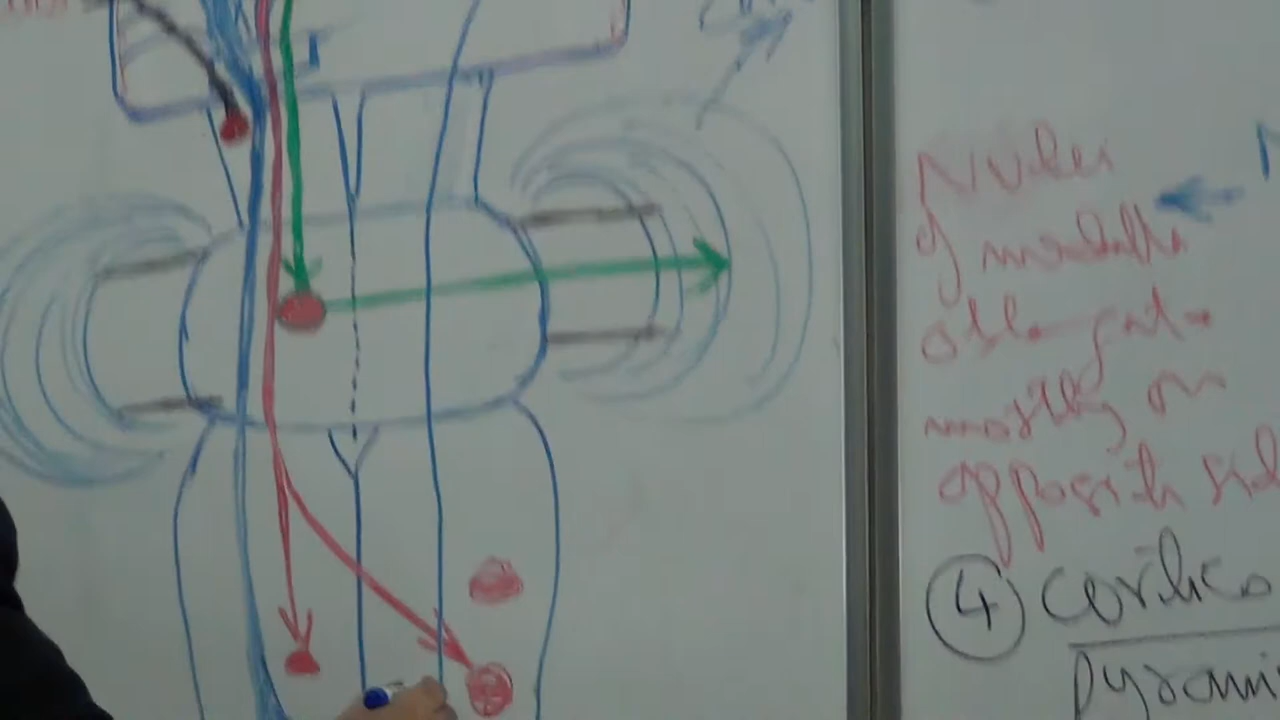 Nuclei
of medulla
oblongata
mostly on
opposite sid
④ Cortico
Pyrami